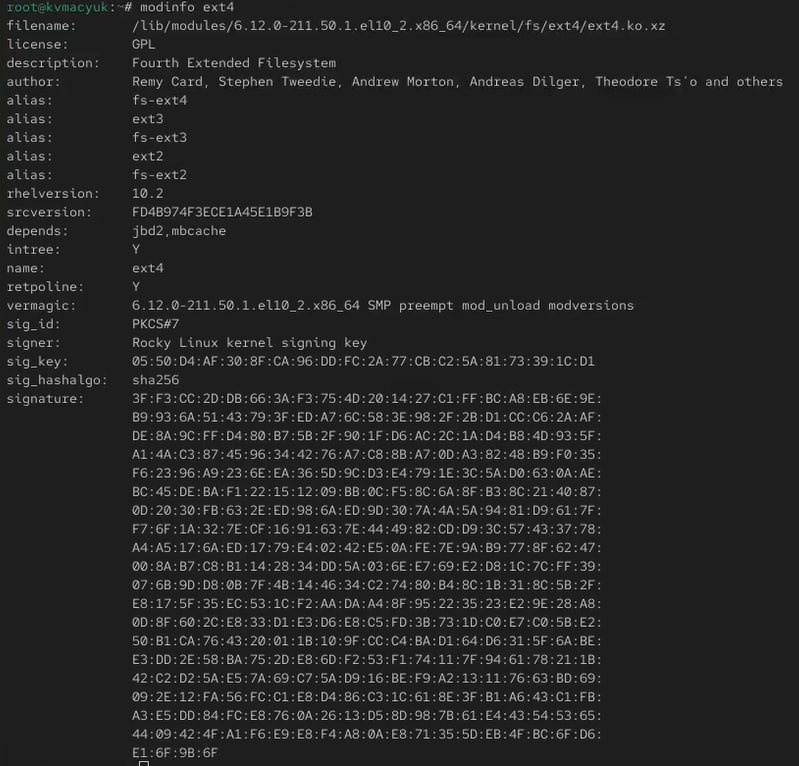 root@kvmacyuk:~# modinfo ext4
filename:       /lib/modules/6.12.0-211.50.1.el10_2.x86_64/kernel/fs/ext4/ext4.ko.xz
license:        GPL
description:    Fourth Extended Filesystem
author:         Remy Card, Stephen Tweedie, Andrew Morton, Andreas Dilger, Theodore Ts'o and others
alias:          fs-ext4
alias:          ext3
alias:          fs-ext3
alias:          ext2
alias:          fs-ext2
rhelversion:    10.2
srcversion:     FD4B974F3ECE1A45E1B9F3B
depends:        jbd2,mbcache
intree:         Y
name:           ext4
retpoline:      Y
vermagic:       6.12.0-211.50.1.el10_2.x86_64 SMP preempt mod_unload modversions
sig_id:         PKCS#7
signer:         Rocky Linux kernel signing key
sig_key:        05:50:D4:AF:30:8F:CA:96:DD:FC:2A:77:CB:C2:5A:81:73:39:1C:D1
sig_hashalgo:   sha256
signature:      3F:F3:CC:2D:DB:66:3A:F3:75:4D:20:14:27:C1:FF:BC:A8:EB:6E:9E:
                B9:93:6A:51:43:79:3F:ED:A7:6C:58:3E:98:2F:2B:D1:CC:C6:2A:AF:
                DE:8A:9C:FF:D4:80:B7:5B:2F:90:1F:D6:AC:2C:1A:D4:B8:4D:93:5F:
                A1:4A:C3:87:45:96:34:42:76:A7:C8:8B:A7:0D:A3:82:48:B9:F0:35:
                F6:23:96:A9:23:6E:EA:36:5D:9C:D3:E4:79:1E:3C:5A:D0:63:0A:AE:
                BC:45:DE:BA:F1:22:15:12:09:BB:0C:F5:8C:6A:8F:B3:8C:21:40:87:
                0D:20:30:FB:63:2E:ED:98:6A:ED:9D:30:7A:4A:5A:94:81:D9:61:7F:
                F7:6F:1A:32:7E:CF:16:91:63:7E:44:49:82:CD:D9:3C:57:43:37:78:
                A4:A5:17:6A:ED:17:79:E4:02:42:E5:0A:FE:7E:9A:B9:77:8F:62:47:
                00:8A:B7:C8:B1:14:28:34:DD:5A:03:6E:E7:69:E2:D8:1C:7C:FF:39:
                07:6B:9D:D8:0B:7F:4B:14:46:34:C2:74:80:B4:8C:1B:31:8C:5B:2F:
                E8:17:5F:35:EC:53:1C:F2:AA:DA:A4:8F:95:22:35:23:E2:9E:28:A8:
                0D:8F:60:2C:E8:33:D1:E3:D6:E8:C5:FD:3B:73:1D:C0:E7:C0:5B:E2:
                50:B1:CA:76:43:20:01:1B:10:9F:CC:C4:BA:D1:64:D6:31:5F:6A:BE:
                E3:DD:2E:58:BA:75:2D:E8:6D:F2:53:F1:74:11:7F:94:61:78:21:1B:
                42:C2:D2:5A:E5:7A:69:C7:5A:D9:16:BE:F9:A2:13:11:76:63:BD:69:
                09:2E:12:FA:56:FC:C1:E8:D4:86:C3:1C:61:8E:3F:B1:A6:43:C1:FB:
                A3:E5:DD:84:FC:E8:76:0A:26:13:D5:8D:98:7B:61:E4:43:54:53:65:
                44:09:42:4F:A1:F6:E9:E8:F4:A8:0A:E8:71:35:5D:EB:4F:BC:6F:D6:
                E1:6F:9B:6F